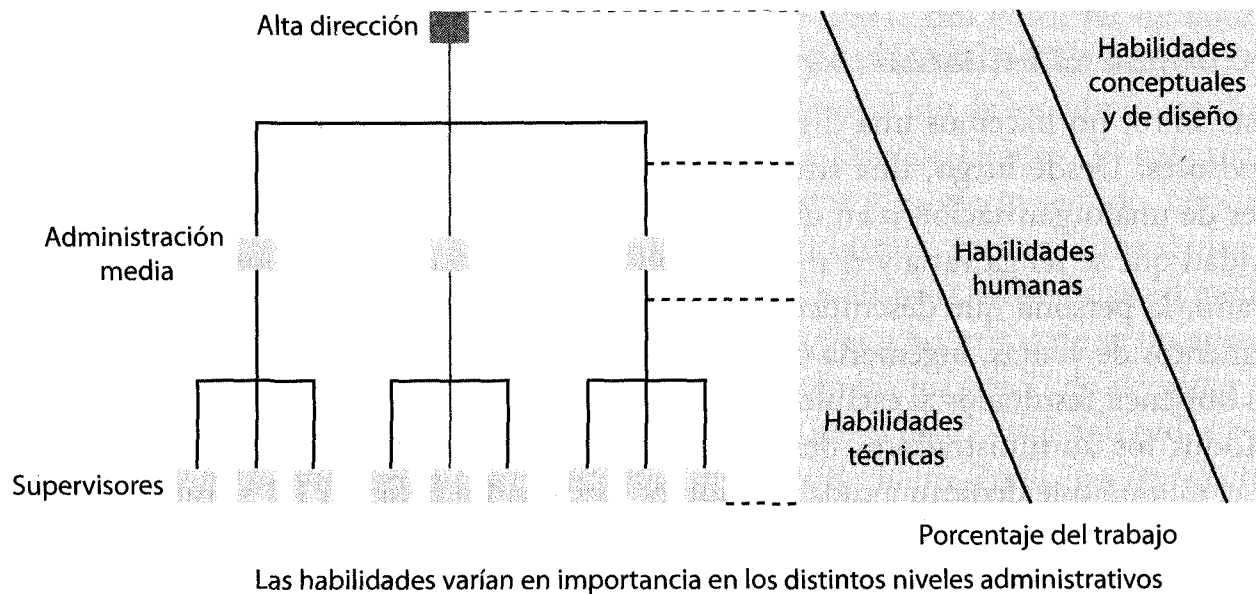 Alta dirección
Habilidades
conceptuales
y de diseño
Administración
media
Habilidades
humanas
Habilidades
técnicas
Supervisores
Porcentaje del trabajo
Las habilidades varían en importancia en los distintos niveles administrativos